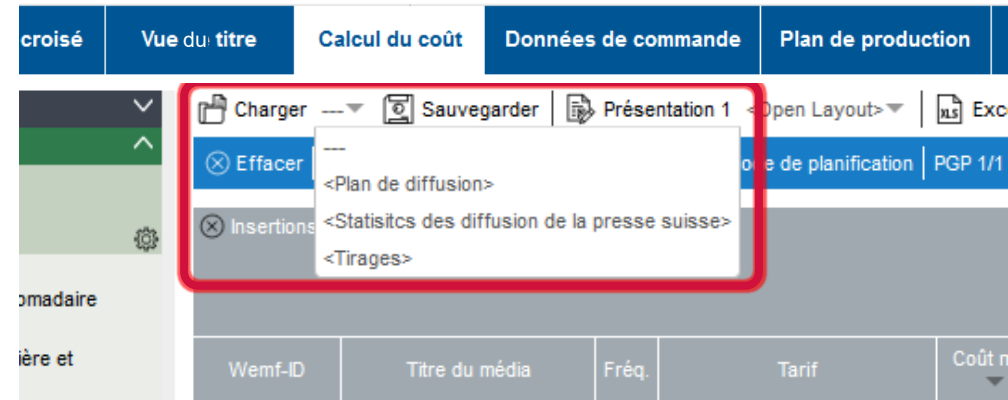 croisé Vue du titre Calcul du coût Données de commande Plan de production
Charger --- Sauvegarder Présentation 1 <Open Layout> XLS
---
Effacer de planification PGP 1/1
<Plan de diffusion>
Insertions <Statisitcs des diffusion de la presse suisse>
<Tirages>
Wemf-ID Titre du média Fréq. Tarif Coût
ière et